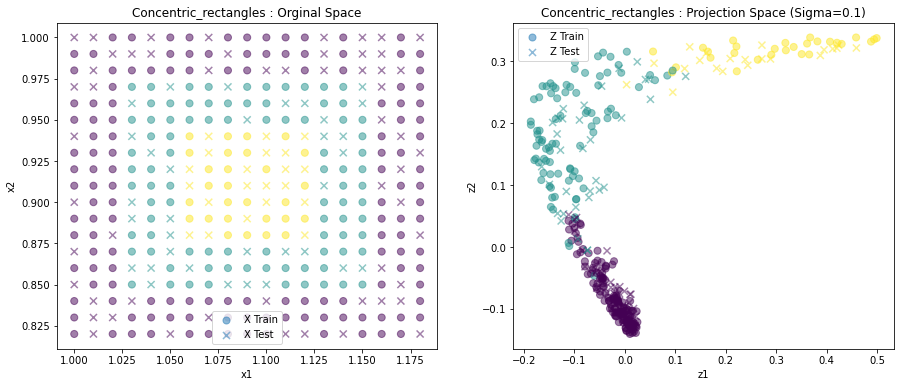 Concentric_rectangles : Orginal Space
1.000
0.975
0.950
0.925
0.900
0.875
0.850
0.825
x2
X Train
X Test
1.000
1.025
1.050
1.075
1.100
1.125
1.150
1.175
x1
Concentric_rectangles : Projection Space (Sigma=0.1)
Z Train
Z Test
0.3
0.2
0.1
0.0
−0.1
z2
−0.2
−0.1
0.0
0.1
0.2
0.3
0.4
0.5
z1